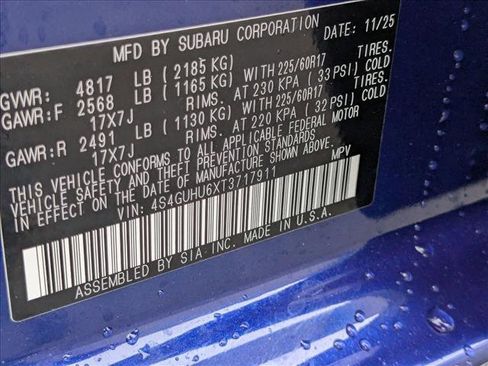 MFD BY SUBARU CORPORATION DATE: 11/25
GVWR: 4817 LB ( 2185 KG)
GAWR:F 2568 LB ( 1165 KG) WITH 225/60R17 TIRES.
17X7J RIMS. AT 230 KPA ( 33 PSI) COLD
GAWR:R 2491 LB ( 1130 KG) WITH 225/60R17 TIRES.
17X7J RIMS. AT 220 KPA ( 32 PSI) COLD
THIS VEHICLE CONFORMS TO ALL APPLICABLE FEDERAL MOTOR
VEHICLE SAFETY AND THEFT PREVENTION STANDARDS
IN EFFECT ON THE DATE OF MANUFACTURE SHOWN ABOVE.
VIN: 4S4GUHU6XT3717911 MPV
ASSEMBLED BY SIA INC. MADE IN U.S.A.